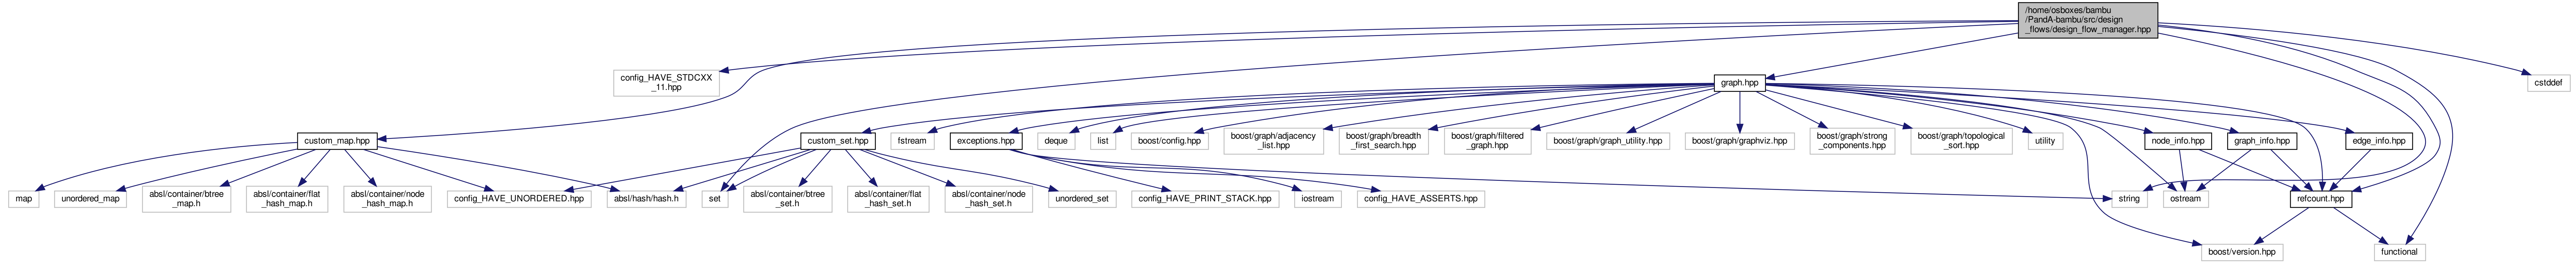 /home/osboxes/bambu
/PandA-bambu/src/design
_flows/design_flow_manager.hpp
config_HAVE_STDCXX
_11.hpp
graph.hpp
cstddef
custom_map.hpp
custom_set.hpp
fstream
exceptions.hpp
deque
list
boost/config.hpp
boost/graph/adjacency
_list.hpp
boost/graph/breadth
_first_search.hpp
boost/graph/filtered
_graph.hpp
boost/graph/graph_utility.hpp
boost/graph/graphviz.hpp
boost/graph/strong
_components.hpp
boost/graph/topological
_sort.hpp
utility
node_info.hpp
graph_info.hpp
edge_info.hpp
map
unordered_map
absl/container/btree
_map.h
absl/container/flat
_hash_map.h
absl/container/node
_hash_map.h
config_HAVE_UNORDERED.hpp
absl/hash/hash.h
set
absl/container/btree
_set.h
absl/container/flat
_hash_set.h
absl/container/node
_hash_set.h
unordered_set
config_HAVE_PRINT_STACK.hpp
iostream
config_HAVE_ASSERTS.hpp
string
ostream
refcount.hpp
boost/version.hpp
functional